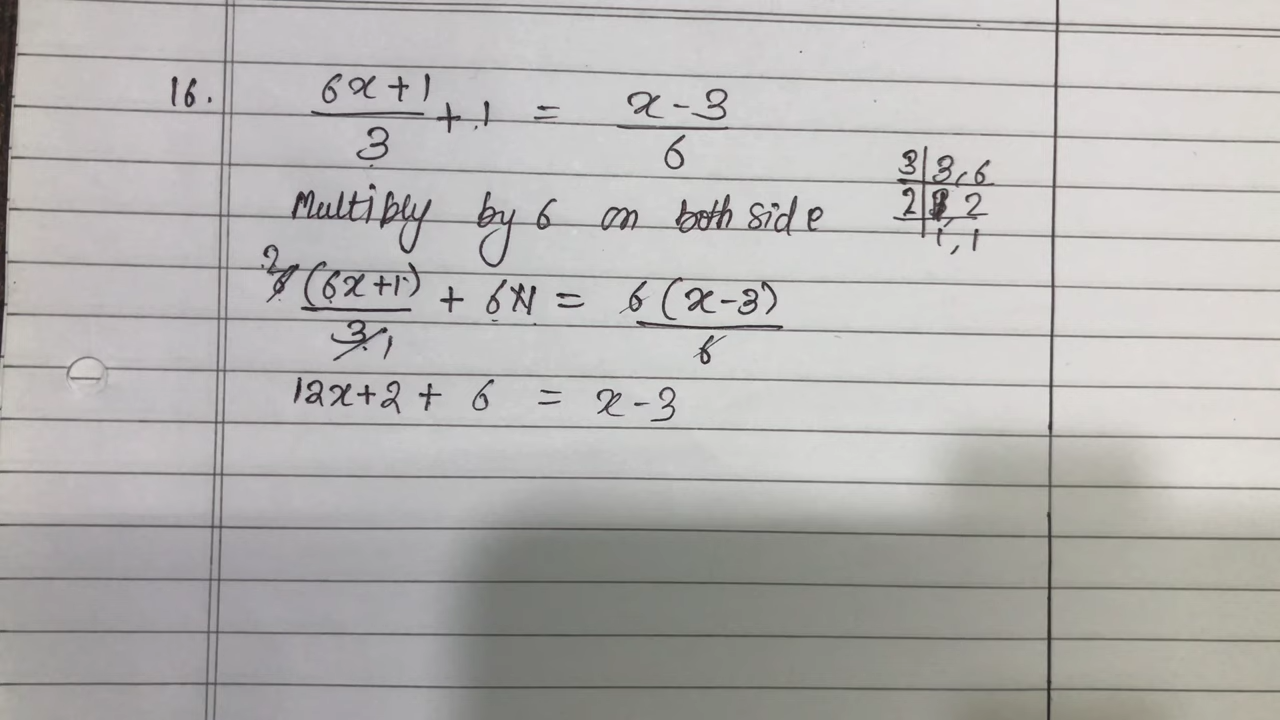 16. (6x+1)/3 + 1 = (x-3)/6
3 | 3, 6
Multibly by 6 on both side
2 | 1, 2
1, 1
2 6(6x+1)/3 1 + 6×1 = 6(x-3)/6
12x+2+ 6 = x-3